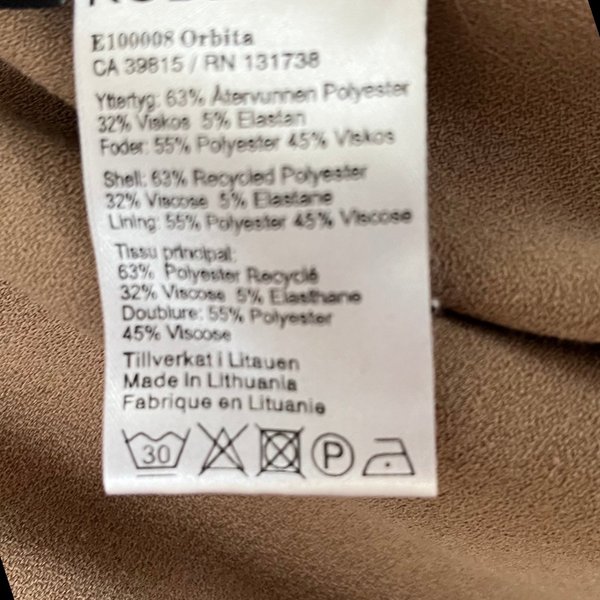 E100008 Orbita
CA 39815 / RN 131738
Yttertyg: 63% Återvunnen Polyester
32% Viskos 5% Elastan
Foder: 55% Polyester 45% Viskos
Shell: 63% Recycled Polyester
32% Viscose 5% Elastane
Lining: 55% Polyester 45% Viscose
Tissu principal:
63% Polyester Recyclé
32% Viscose 5% Elasthane
Doublure: 55% Polyester
45% Viscose
Tillverkat i Litauen
Made in Lithuania
Fabrique en Lituanie
30 P